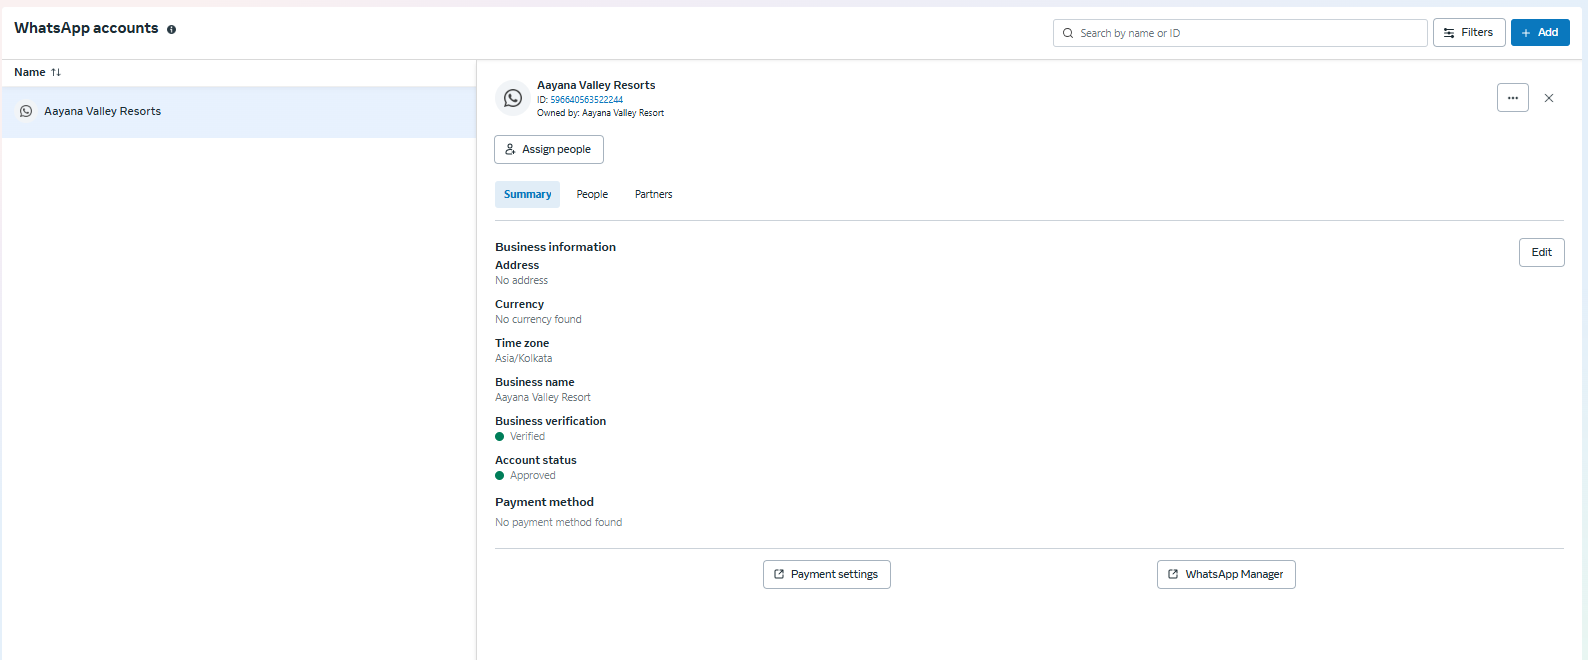 WhatsApp accounts
Search by name or ID
Filters
+ Add
Name
Aayana Valley Resorts
Aayana Valley Resorts
ID: 596640563522244
Owned by: Aayana Valley Resort
Assign people
Summary
People
Partners
Business information
Edit
Address
No address
Currency
No currency found
Time zone
Asia/Kolkata
Business name
Aayana Valley Resort
Business verification
Verified
Account status
Approved
Payment method
No payment method found
Payment settings
WhatsApp Manager